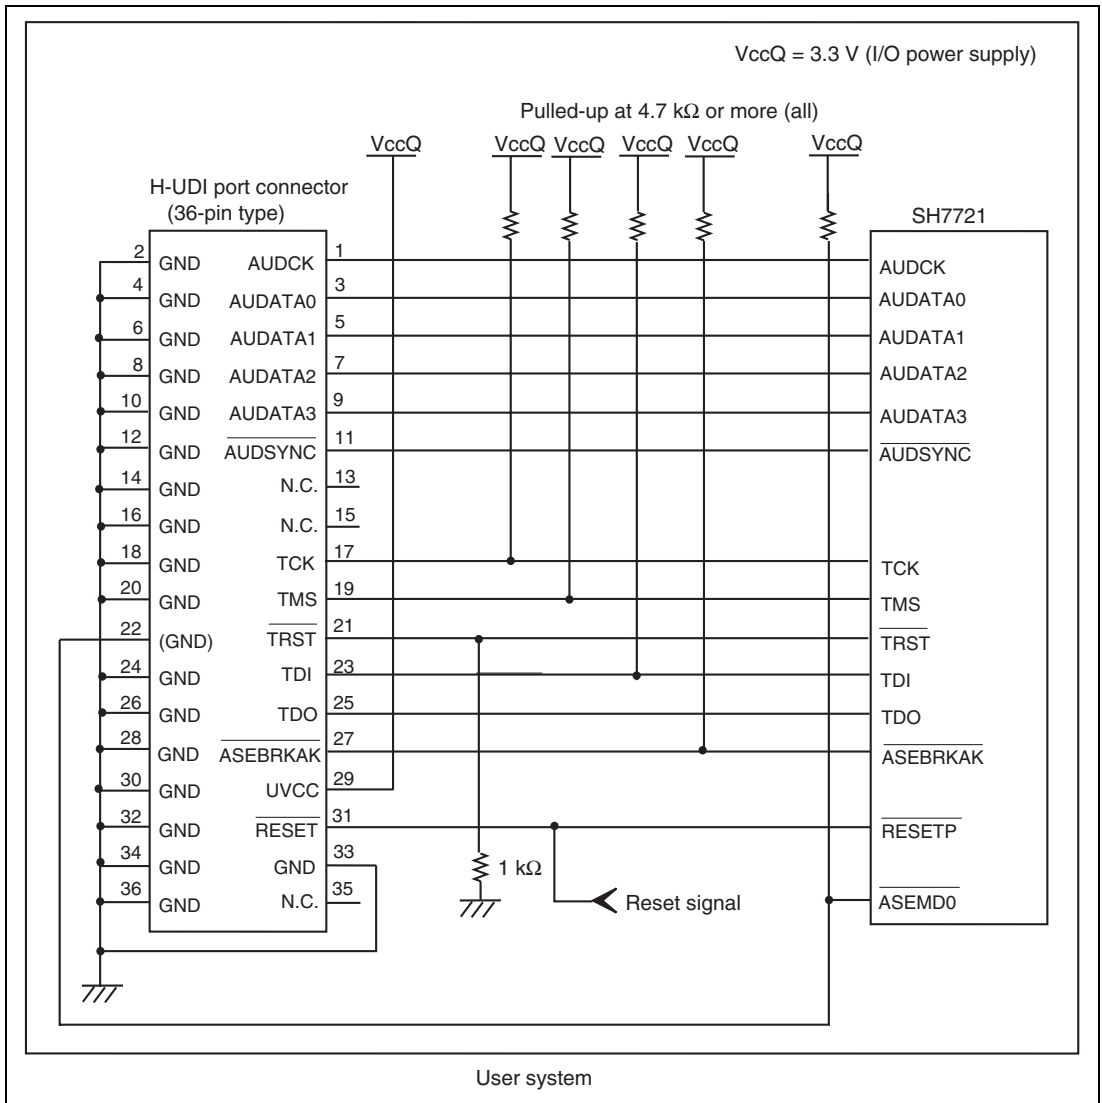 VccQ = 3.3 V (I/O power supply)
Pulled-up at 4.7 kΩ or more (all)
VccQ VccQ VccQ VccQ VccQ VccQ
H-UDI port connector
(36-pin type)
SH7721
2 GND AUDCK 1 AUDCK
4 GND AUDATA0 3 AUDATA0
6 GND AUDATA1 5 AUDATA1
8 GND AUDATA2 7 AUDATA2
10 GND AUDATA3 9 AUDATA3
12 GND AUDSYNC 11 AUDSYNC
14 GND N.C. 13
16 GND N.C. 15
18 GND TCK 17 TCK
20 GND TMS 19 TMS
22 (GND) TRST 21 TRST
24 GND TDI 23 TDI
26 GND TDO 25 TDO
28 GND ASEBRKAK 27 ASEBRKAK
30 GND UVCC 29
32 GND RESET 31 RESETP
34 GND GND 33 1 kΩ
36 GND N.C. 35 Reset signal ASEMD0
User system